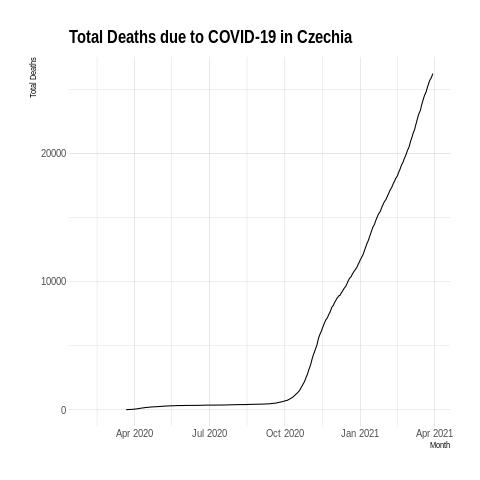 Total Deaths due to COVID-19 in Czechia
Total Deaths
20000
10000
0
Apr 2020 Jul 2020 Oct 2020 Jan 2021 Apr 2021
Month